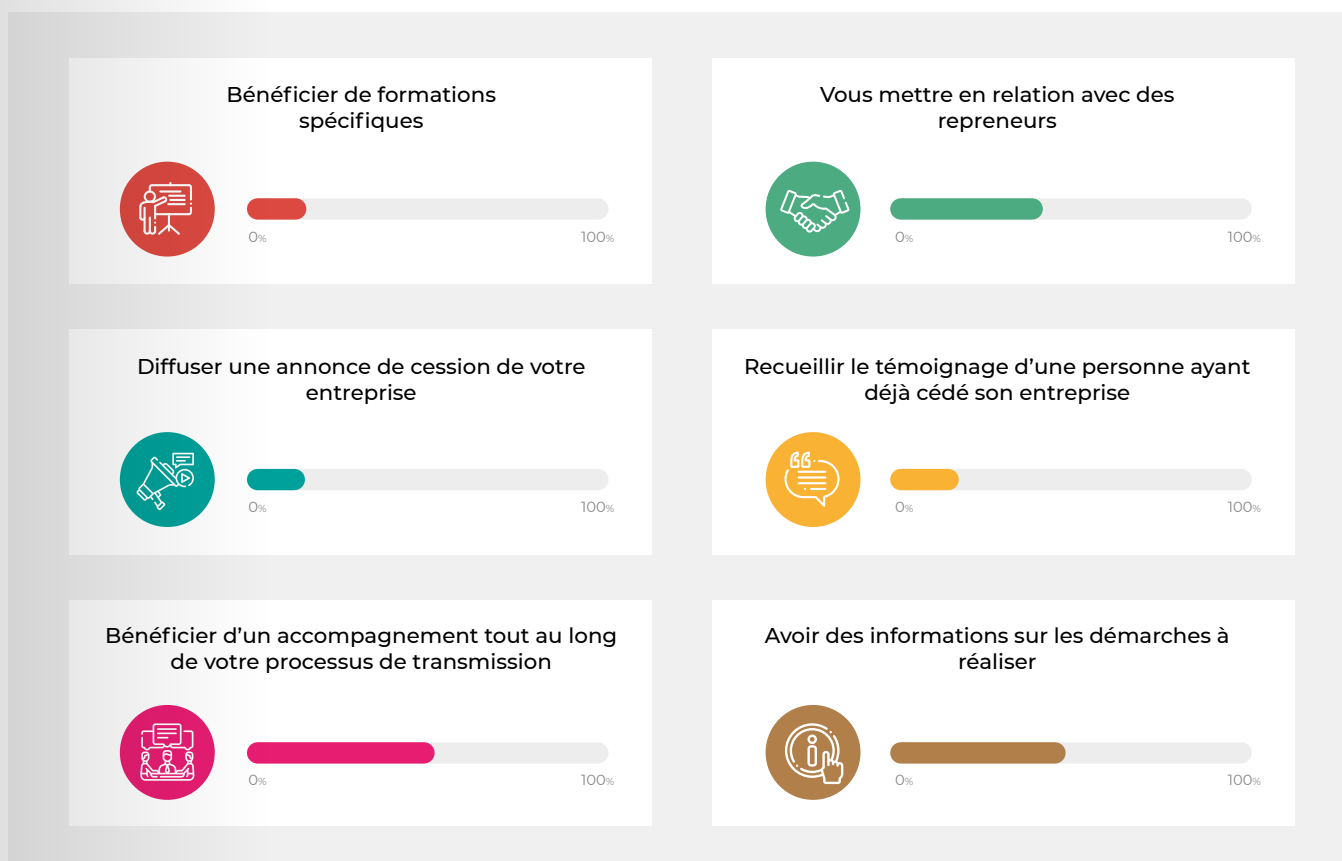 Bénéficier de formations
spécifiques
0%
100%
Vous mettre en relation avec des
repreneurs
0%
100%
Diffuser une annonce de cession de votre
entreprise
0%
100%
Recueillir le témoignage d’une personne ayant
déjà cédé son entreprise
0%
100%
Bénéficier d’un accompagnement tout au long
de votre processus de transmission
0%
100%
Avoir des informations sur les démarches à
réaliser
0%
100%